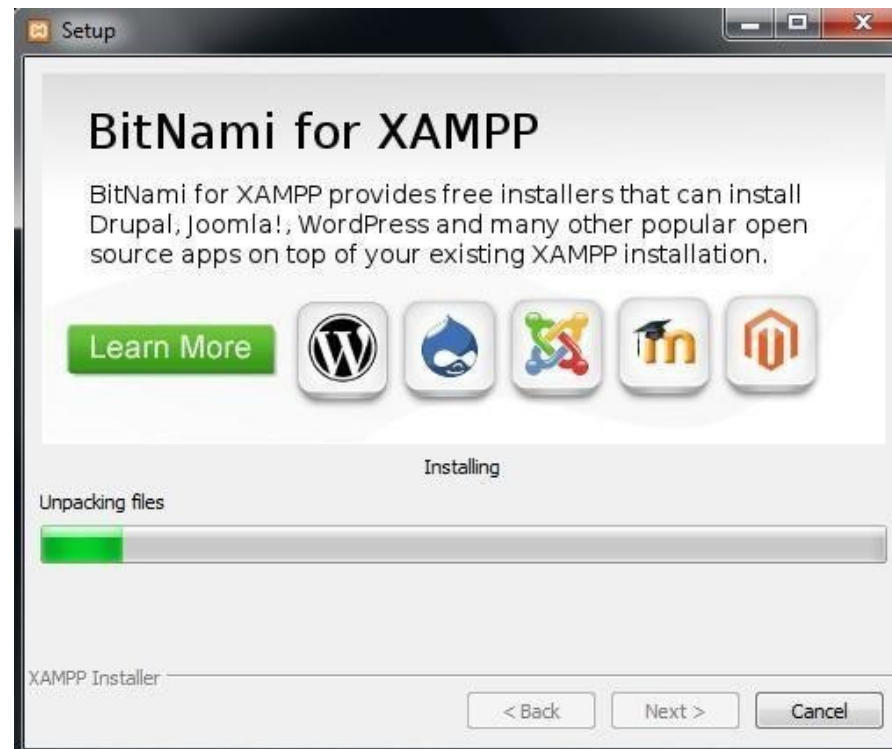 Setup
BitNami for XAMPP
BitNami for XAMPP provides free installers that can install
Drupal, Joomla!, WordPress and many other popular open
source apps on top of your existing XAMPP installation.
Learn More
Installing
Unpacking files
XAMPP Installer
< Back
Next >
Cancel